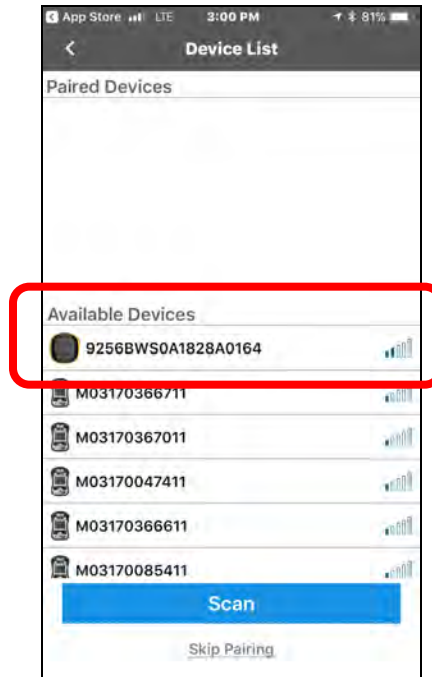 App Store LTE 3:00 PM 81%
Device List
Paired Devices
Available Devices
9256BWS0A1828A0164
M03170366711
M03170367011
M03170047411
M03170366611
M03170085411
Scan
Skip Pairing